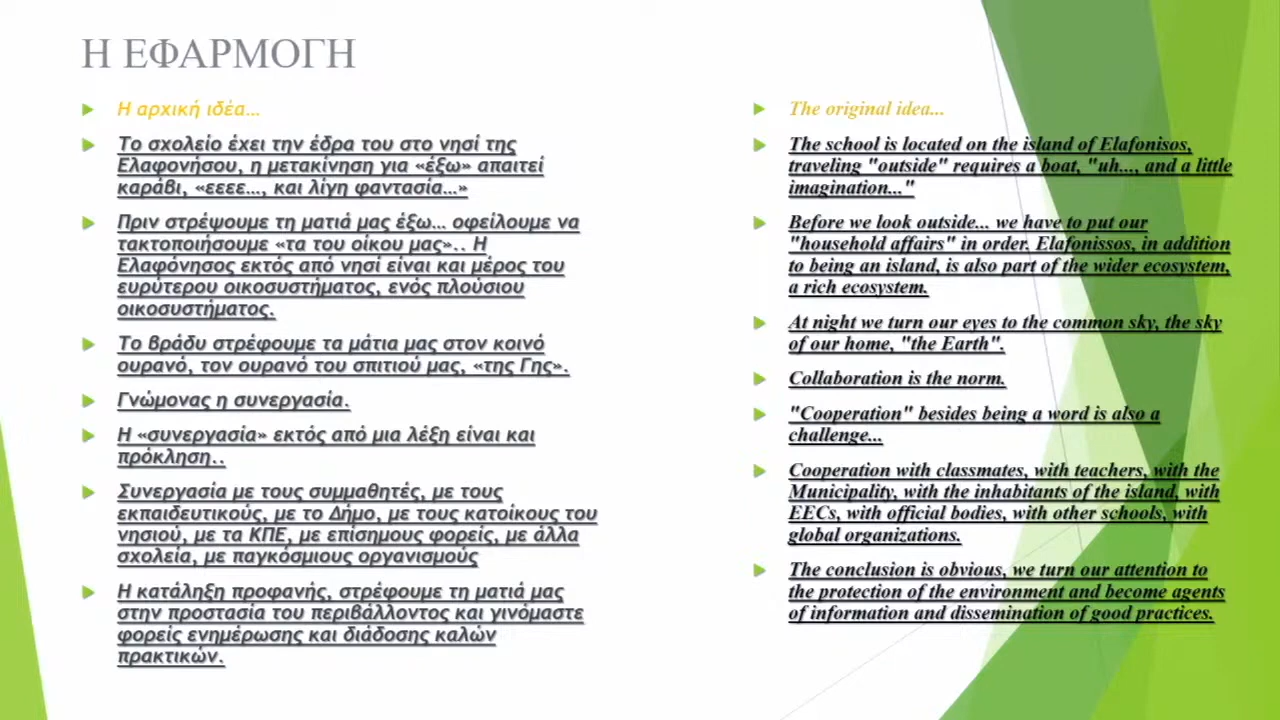 Η ΕΦΑΡΜΟΓΗ
Η αρχική ιδέα…
Το σχολείο έχει την έδρα του στο νησί της
Ελαφονήσου, η μετακίνηση για «έξω» απαιτεί
καράβι, «εεεε…, και λίγη φαντασία…»
Πριν στρέψουμε τη ματιά μας έξω… οφείλουμε να
τακτοποιήσουμε «τα του οίκου μας».. Η
Ελαφόνησος εκτός από νησί είναι και μέρος του
ευρύτερου οικοσυστήματος, ενός πλούσιου
οικοσυστήματος.
Το βράδυ στρέφουμε τα μάτια μας στον κοινό
ουρανό, τον ουρανό του σπιτιού μας, «της Γης».
Γνώμονας η συνεργασία.
Η «συνεργασία» εκτός από μια λέξη είναι και
πρόκληση..
Συνεργασία με τους συμμαθητές, με τους
εκπαιδευτικούς, με το Δήμο, με τους κατοίκους του
νησιού, με τα ΚΠΕ, με επίσημους φορείς, με άλλα
σχολεία, με παγκόσμιους οργανισμούς
Η κατάληξη προφανής, στρέφουμε τη ματιά μας
στην προστασία του περιβάλλοντος και γινόμαστε
φορείς ενημέρωσης και διάδοσης καλών
πρακτικών.
The original idea...
The school is located on the island of Elafonisos,
traveling "outside" requires a boat, "uh..., and a little
imagination..."
Before we look outside... we have to put our
"household affairs" in order. Elafonissos, in addition
to being an island, is also part of the wider ecosystem,
a rich ecosystem.
At night we turn our eyes to the common sky, the sky
of our home, "the Earth".
Collaboration is the norm.
"Cooperation" besides being a word is also a
challenge...
Cooperation with classmates, with teachers, with the
Municipality, with the inhabitants of the island, with
EECs, with official bodies, with other schools, with
global organizations.
The conclusion is obvious, we turn our attention to
the protection of the environment and become agents
of information and dissemination of good practices.